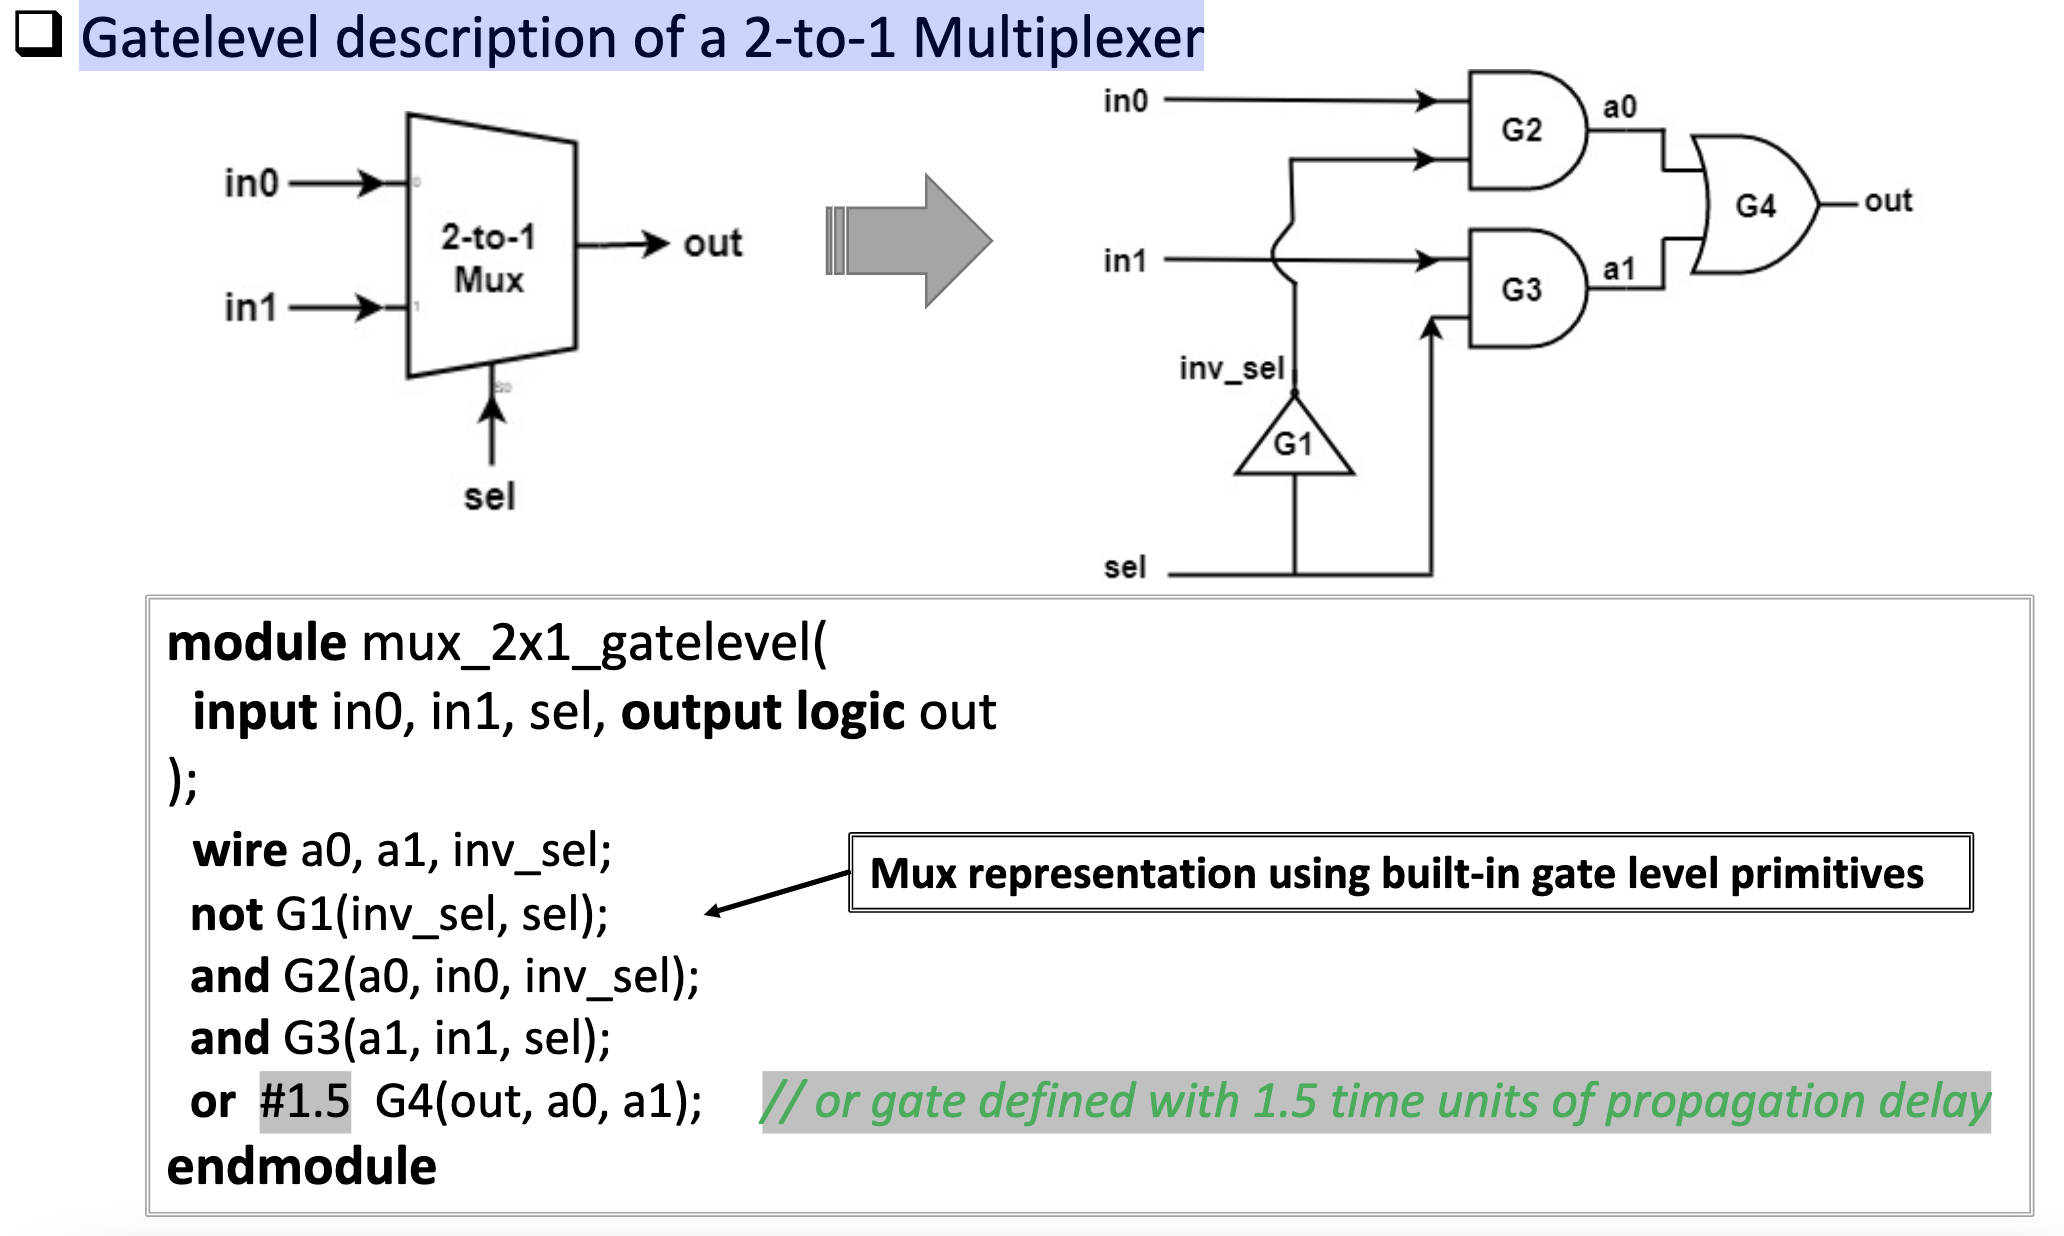 Gatelevel description of a 2-to-1 Multiplexer
in0
in1
2-to-1
Mux
out
sel
0
1
S0
in0
in1
sel
inv_sel
G1
G2
G3
a0
a1
G4
out
module mux_2x1_gatelevel(
input in0, in1, sel, output logic out
);
wire a0, a1, inv_sel;
Mux representation using built-in gate level primitives
not G1(inv_sel, sel);
and G2(a0, in0, inv_sel);
and G3(a1, in1, sel);
or #1.5 G4(out, a0, a1); // or gate defined with 1.5 time units of propagation delay
endmodule